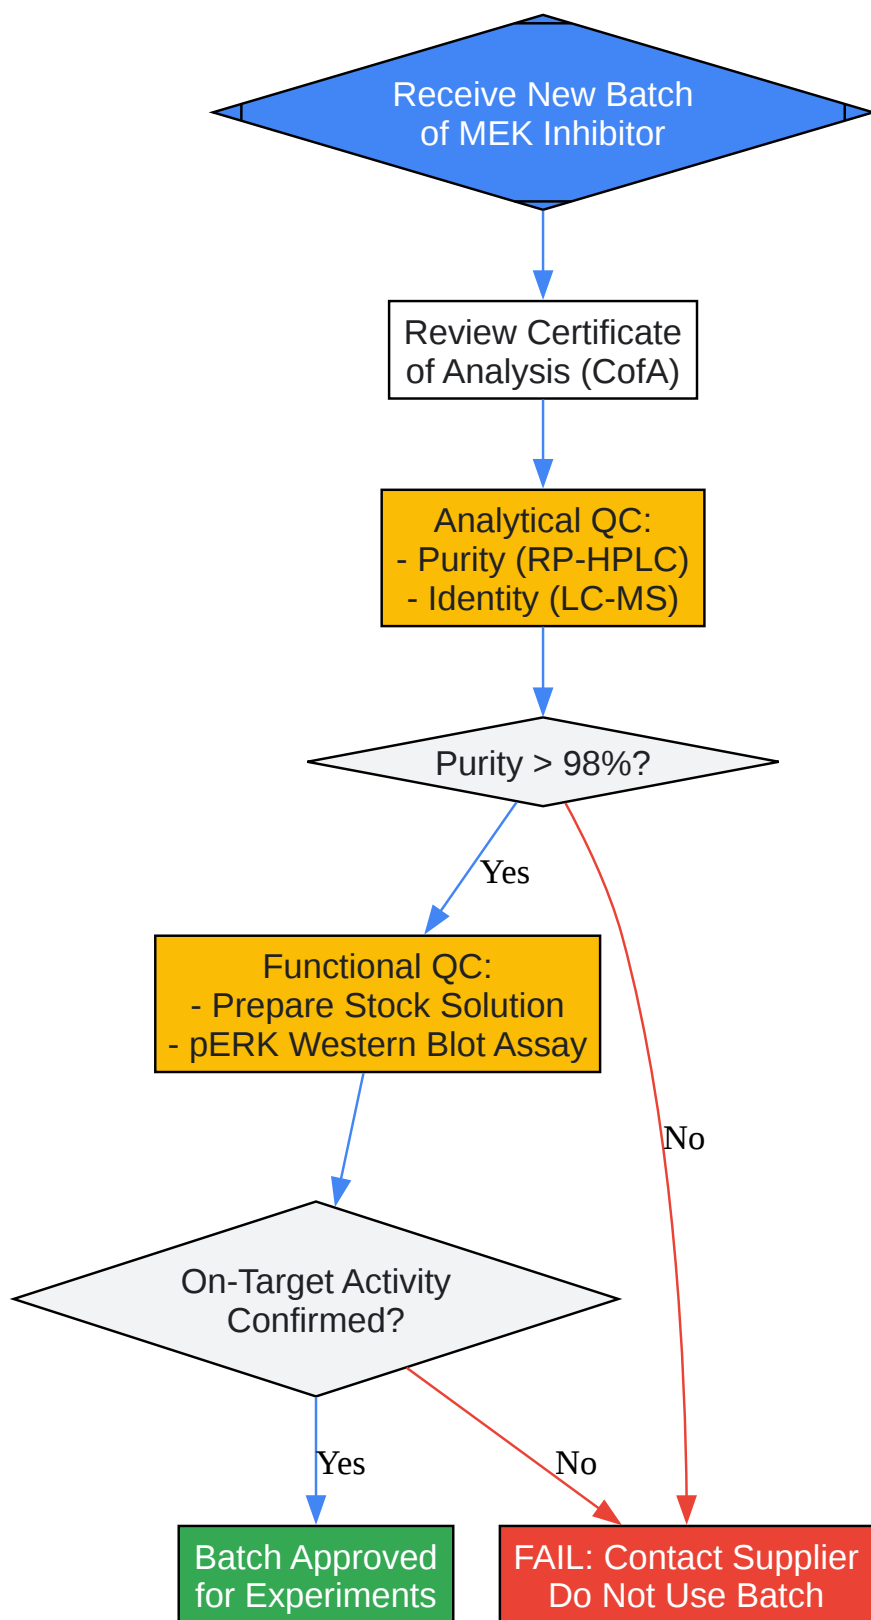 Receive New Batch
of MEK Inhibitor
Review Certificate
of Analysis (CofA)
Analytical QC:
- Purity (RP-HPLC)
- Identity (LC-MS)
Purity > 98%?
Yes
Functional QC:
- Prepare Stock Solution
- pERK Western Blot Assay
No
On-Target Activity
Confirmed?
Yes
No
Batch Approved
for Experiments
FAIL: Contact Supplier
Do Not Use Batch